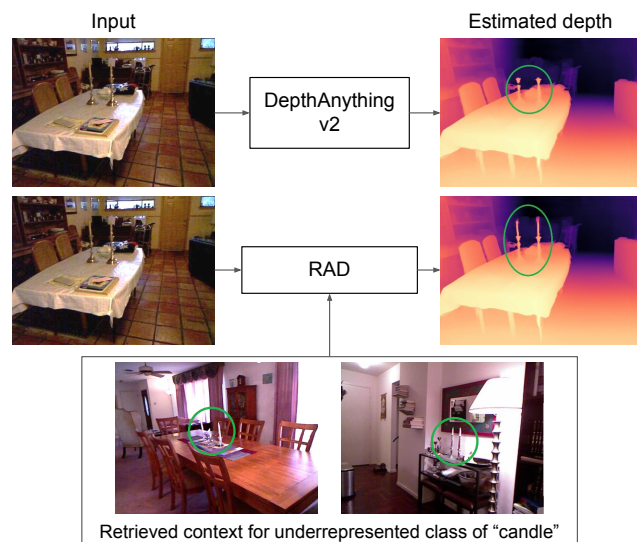 Input
Estimated depth
DepthAnything
v2
RAD
Retrieved context for underrepresented class of “candle”